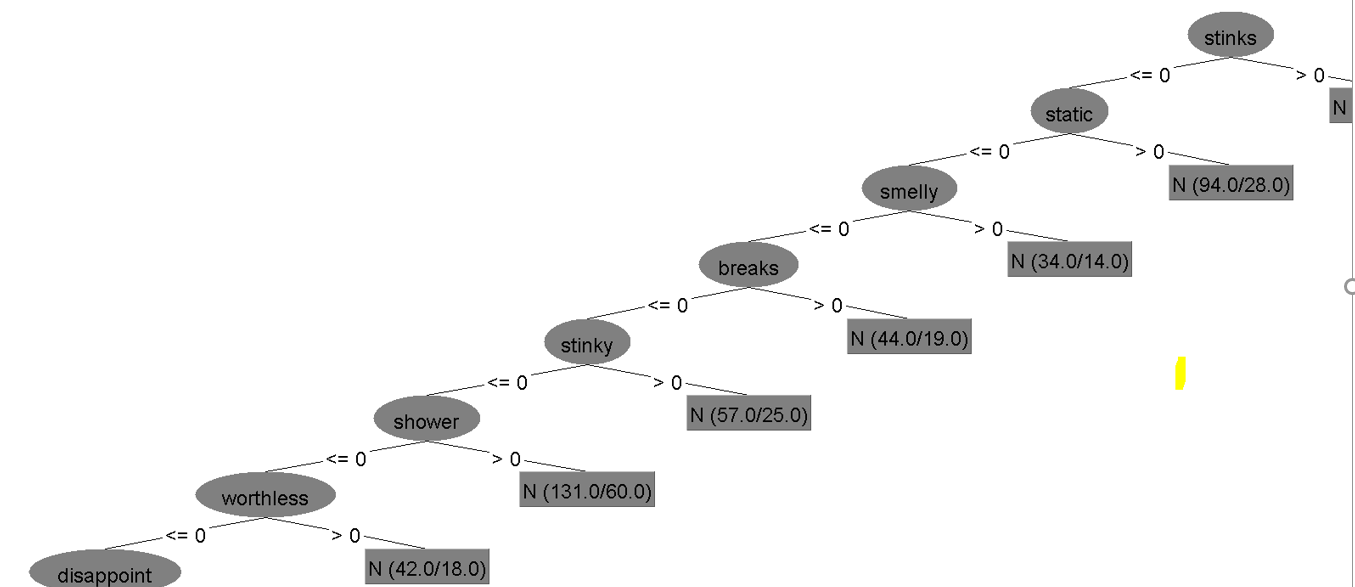 stinks
<= 0
> 0
static
N
<= 0
> 0
smelly
N (94.0/28.0)
<= 0
> 0
breaks
N (34.0/14.0)
<= 0
> 0
stinky
N (44.0/19.0)
<= 0
> 0
shower
N (57.0/25.0)
<= 0
> 0
worthless
N (131.0/60.0)
<= 0
> 0
disappoint
N (42.0/18.0)